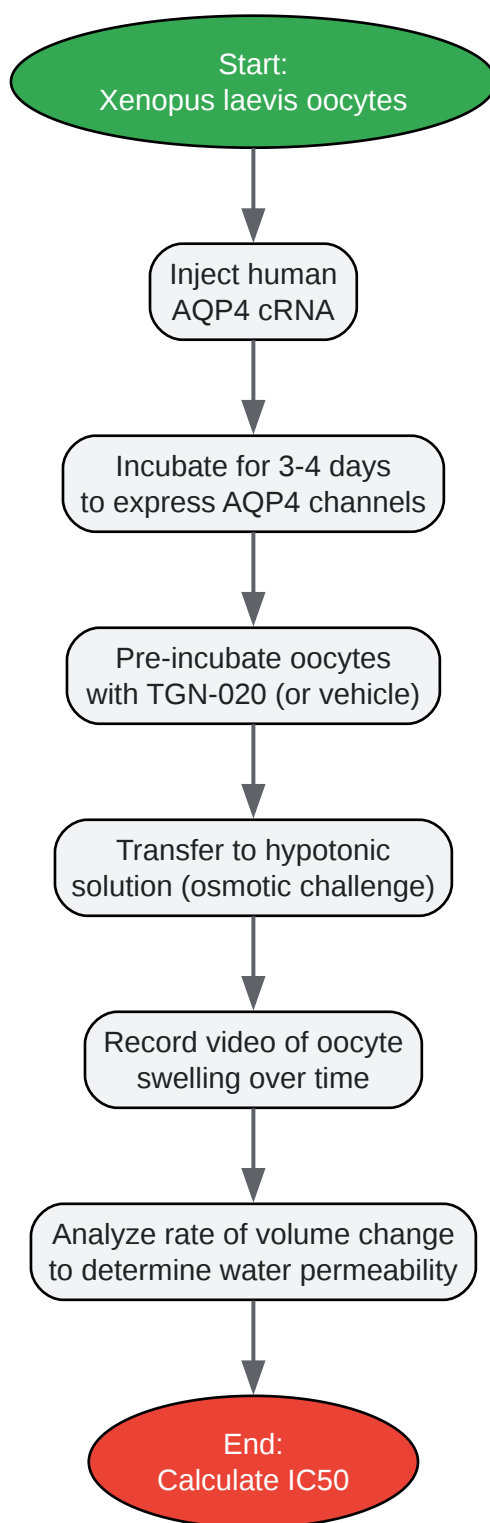 Start:
Xenopus laevis oocytes
Inject human
AQP4 cRNA
Incubate for 3-4 days
to express AQP4 channels
Pre-incubate oocytes
with TGN-020 (or vehicle)
Transfer to hypotonic
solution (osmotic challenge)
Record video of oocyte
swelling over time
Analyze rate of volume change
to determine water permeability
End:
Calculate IC50